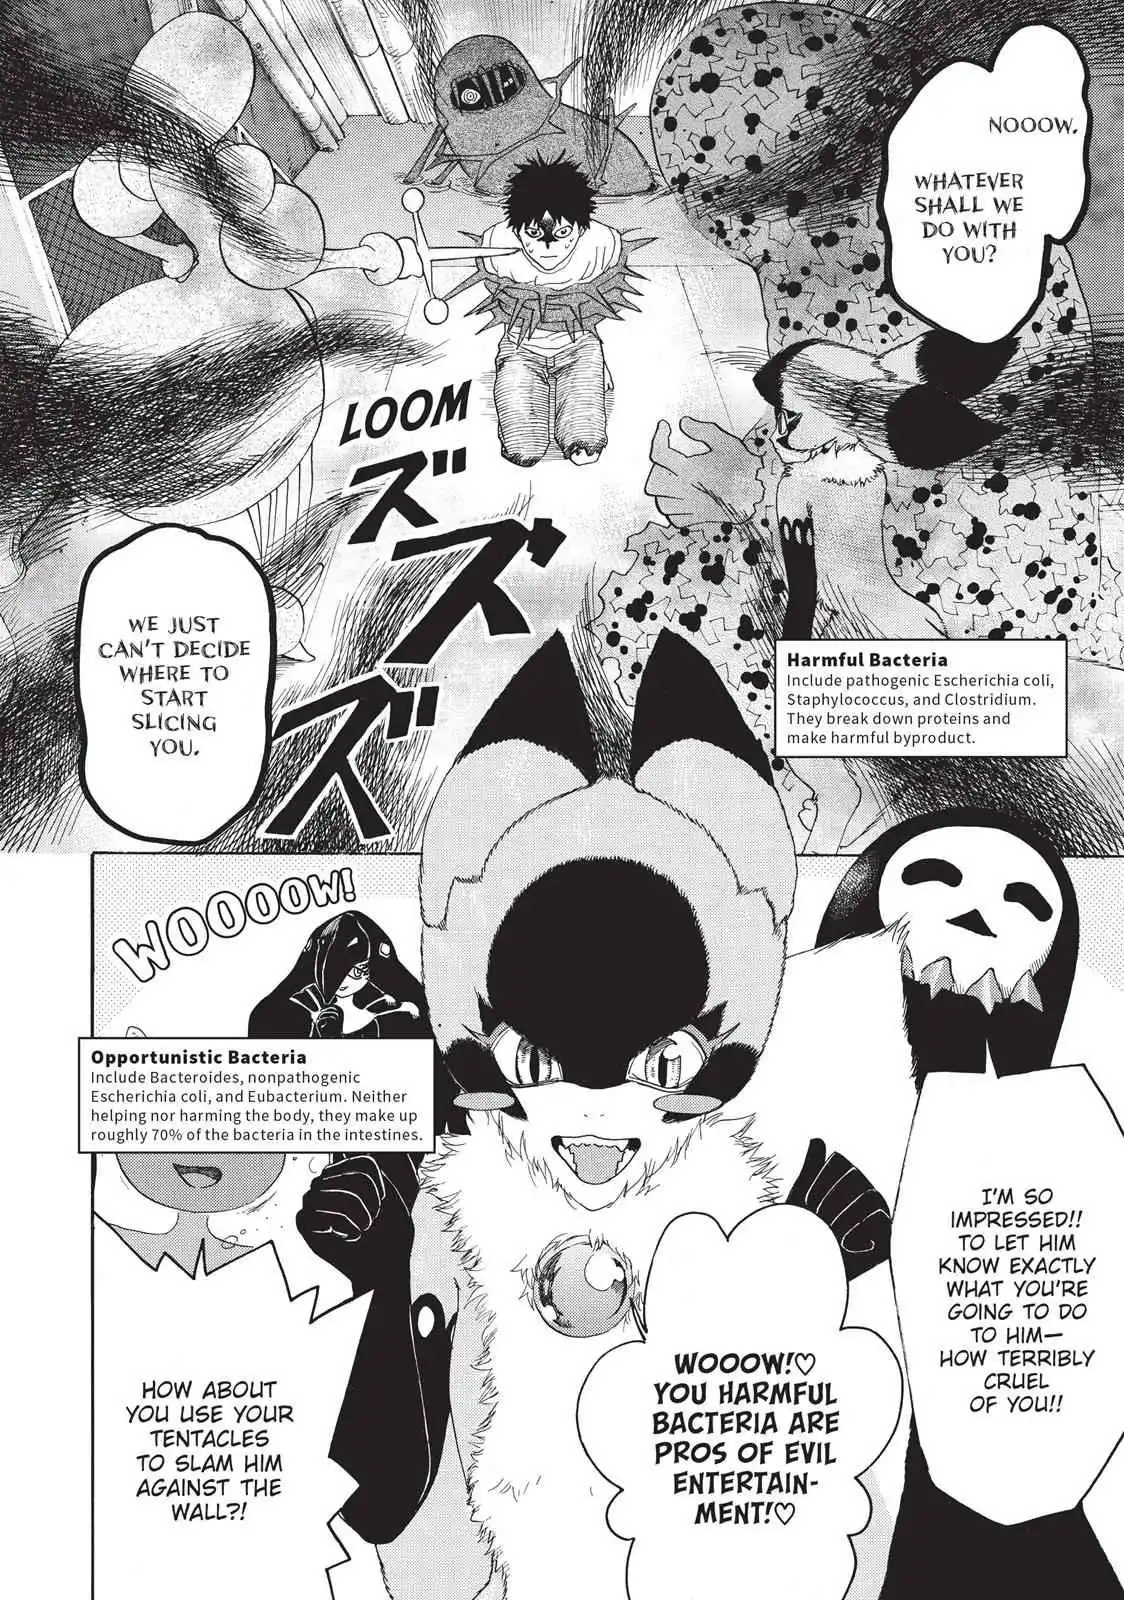 NOOOW.
WHATEVER
SHALL WE
DO WITH
YOU?
LOOM
ズズズズ
WE JUST
CAN'T DECIDE
WHERE TO
START
SLICING
YOU.
Harmful Bacteria
Include pathogenic Escherichia coli,
Staphylococcus, and Clostridium.
They break down proteins and
make harmful byproduct.
WOOOOW!
Opportunistic Bacteria
Include Bacteroides, nonpathogenic
Escherichia coli, and Eubacterium. Neither
helping nor harming the body, they make up
roughly 70% of the bacteria in the intestines.
I'M SO
IMPRESSED!!
TO LET HIM
KNOW EXACTLY
WHAT YOU'RE
GOING TO DO
TO HIM—
HOW TERRIBLY
CRUEL
OF YOU!!
WOOOW!♡
YOU HARMFUL
BACTERIA ARE
PROS OF EVIL
ENTERTAIN-
MENT!♡
HOW ABOUT
YOU USE YOUR
TENTACLES
TO SLAM HIM
AGAINST THE
WALL?!